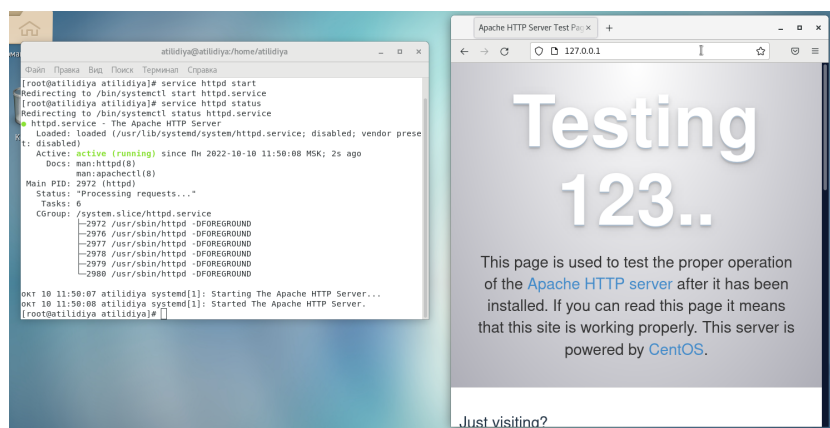 atilidiya@atilidiya:/home/atilidiya
Файл Правка Вид Поиск Терминал Справка
[root@atilidiya atilidiya]# service httpd start
Redirecting to /bin/systemctl start httpd.service
[root@atilidiya atilidiya]# service httpd status
Redirecting to /bin/systemctl status httpd.service
● httpd.service - The Apache HTTP Server
Loaded: loaded (/usr/lib/systemd/system/httpd.service; disabled; vendor prese
t: disabled)
Active: active (running) since Пн 2022-10-10 11:50:08 MSK; 2s ago
Docs: man:httpd(8)
man:apachectl(8)
Main PID: 2972 (httpd)
Status: "Processing requests..."
Tasks: 6
CGroup: /system.slice/httpd.service
├─2972 /usr/sbin/httpd -DFOREGROUND
├─2976 /usr/sbin/httpd -DFOREGROUND
├─2977 /usr/sbin/httpd -DFOREGROUND
├─2978 /usr/sbin/httpd -DFOREGROUND
├─2979 /usr/sbin/httpd -DFOREGROUND
└─2980 /usr/sbin/httpd -DFOREGROUND
окт 10 11:50:07 atilidiya systemd[1]: Starting The Apache HTTP Server...
окт 10 11:50:08 atilidiya systemd[1]: Started The Apache HTTP Server.
[root@atilidiya atilidiya]#
Apache HTTP Server Test Pag
127.0.0.1
Testing
123..
This page is used to test the proper operation
of the Apache HTTP server after it has been
installed. If you can read this page it means
that this site is working properly. This server is
powered by CentOS.
Just visiting?